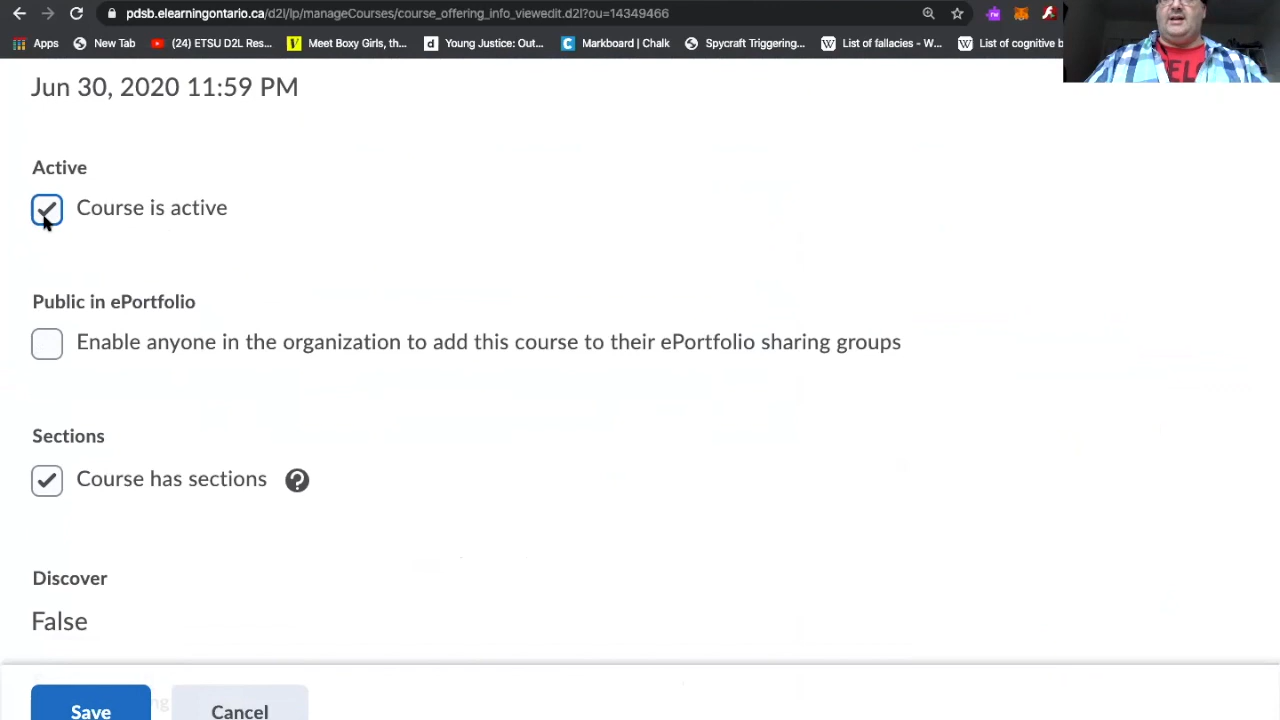 pdsb.elearningontario.ca/d2l/lp/manageCourses/course_offering_info_viewedit.d2l?ou=14349466
Apps New Tab (24) ETSU D2L Res... Meet Boxy Girls, th... Young Justice: Out... Markboard | Chalk Spycraft Triggering... List of fallacies – W... List of cognitive b
Jun 30, 2020 11:59 PM
Active
Course is active
Public in ePortfolio
Enable anyone in the organization to add this course to their ePortfolio sharing groups
Sections
Course has sections
Discover
False
Save Cancel